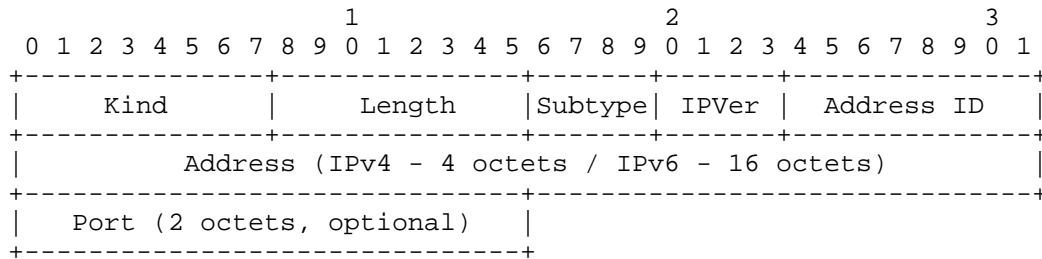 1                   2                   3
 0 1 2 3 4 5 6 7 8 9 0 1 2 3 4 5 6 7 8 9 0 1 2 3 4 5 6 7 8 9 0 1
+---------------+---------------+-------+-------+---------------+
|     Kind      |     Length    |Subtype| IPVer |  Address ID   |
+---------------+---------------+-------+-------+---------------+
|          Address (IPv4 - 4 octets / IPv6 - 16 octets)         |
+-------------------------------+-------------------------------+
|   Port (2 octets, optional)   |
+-------------------------------+